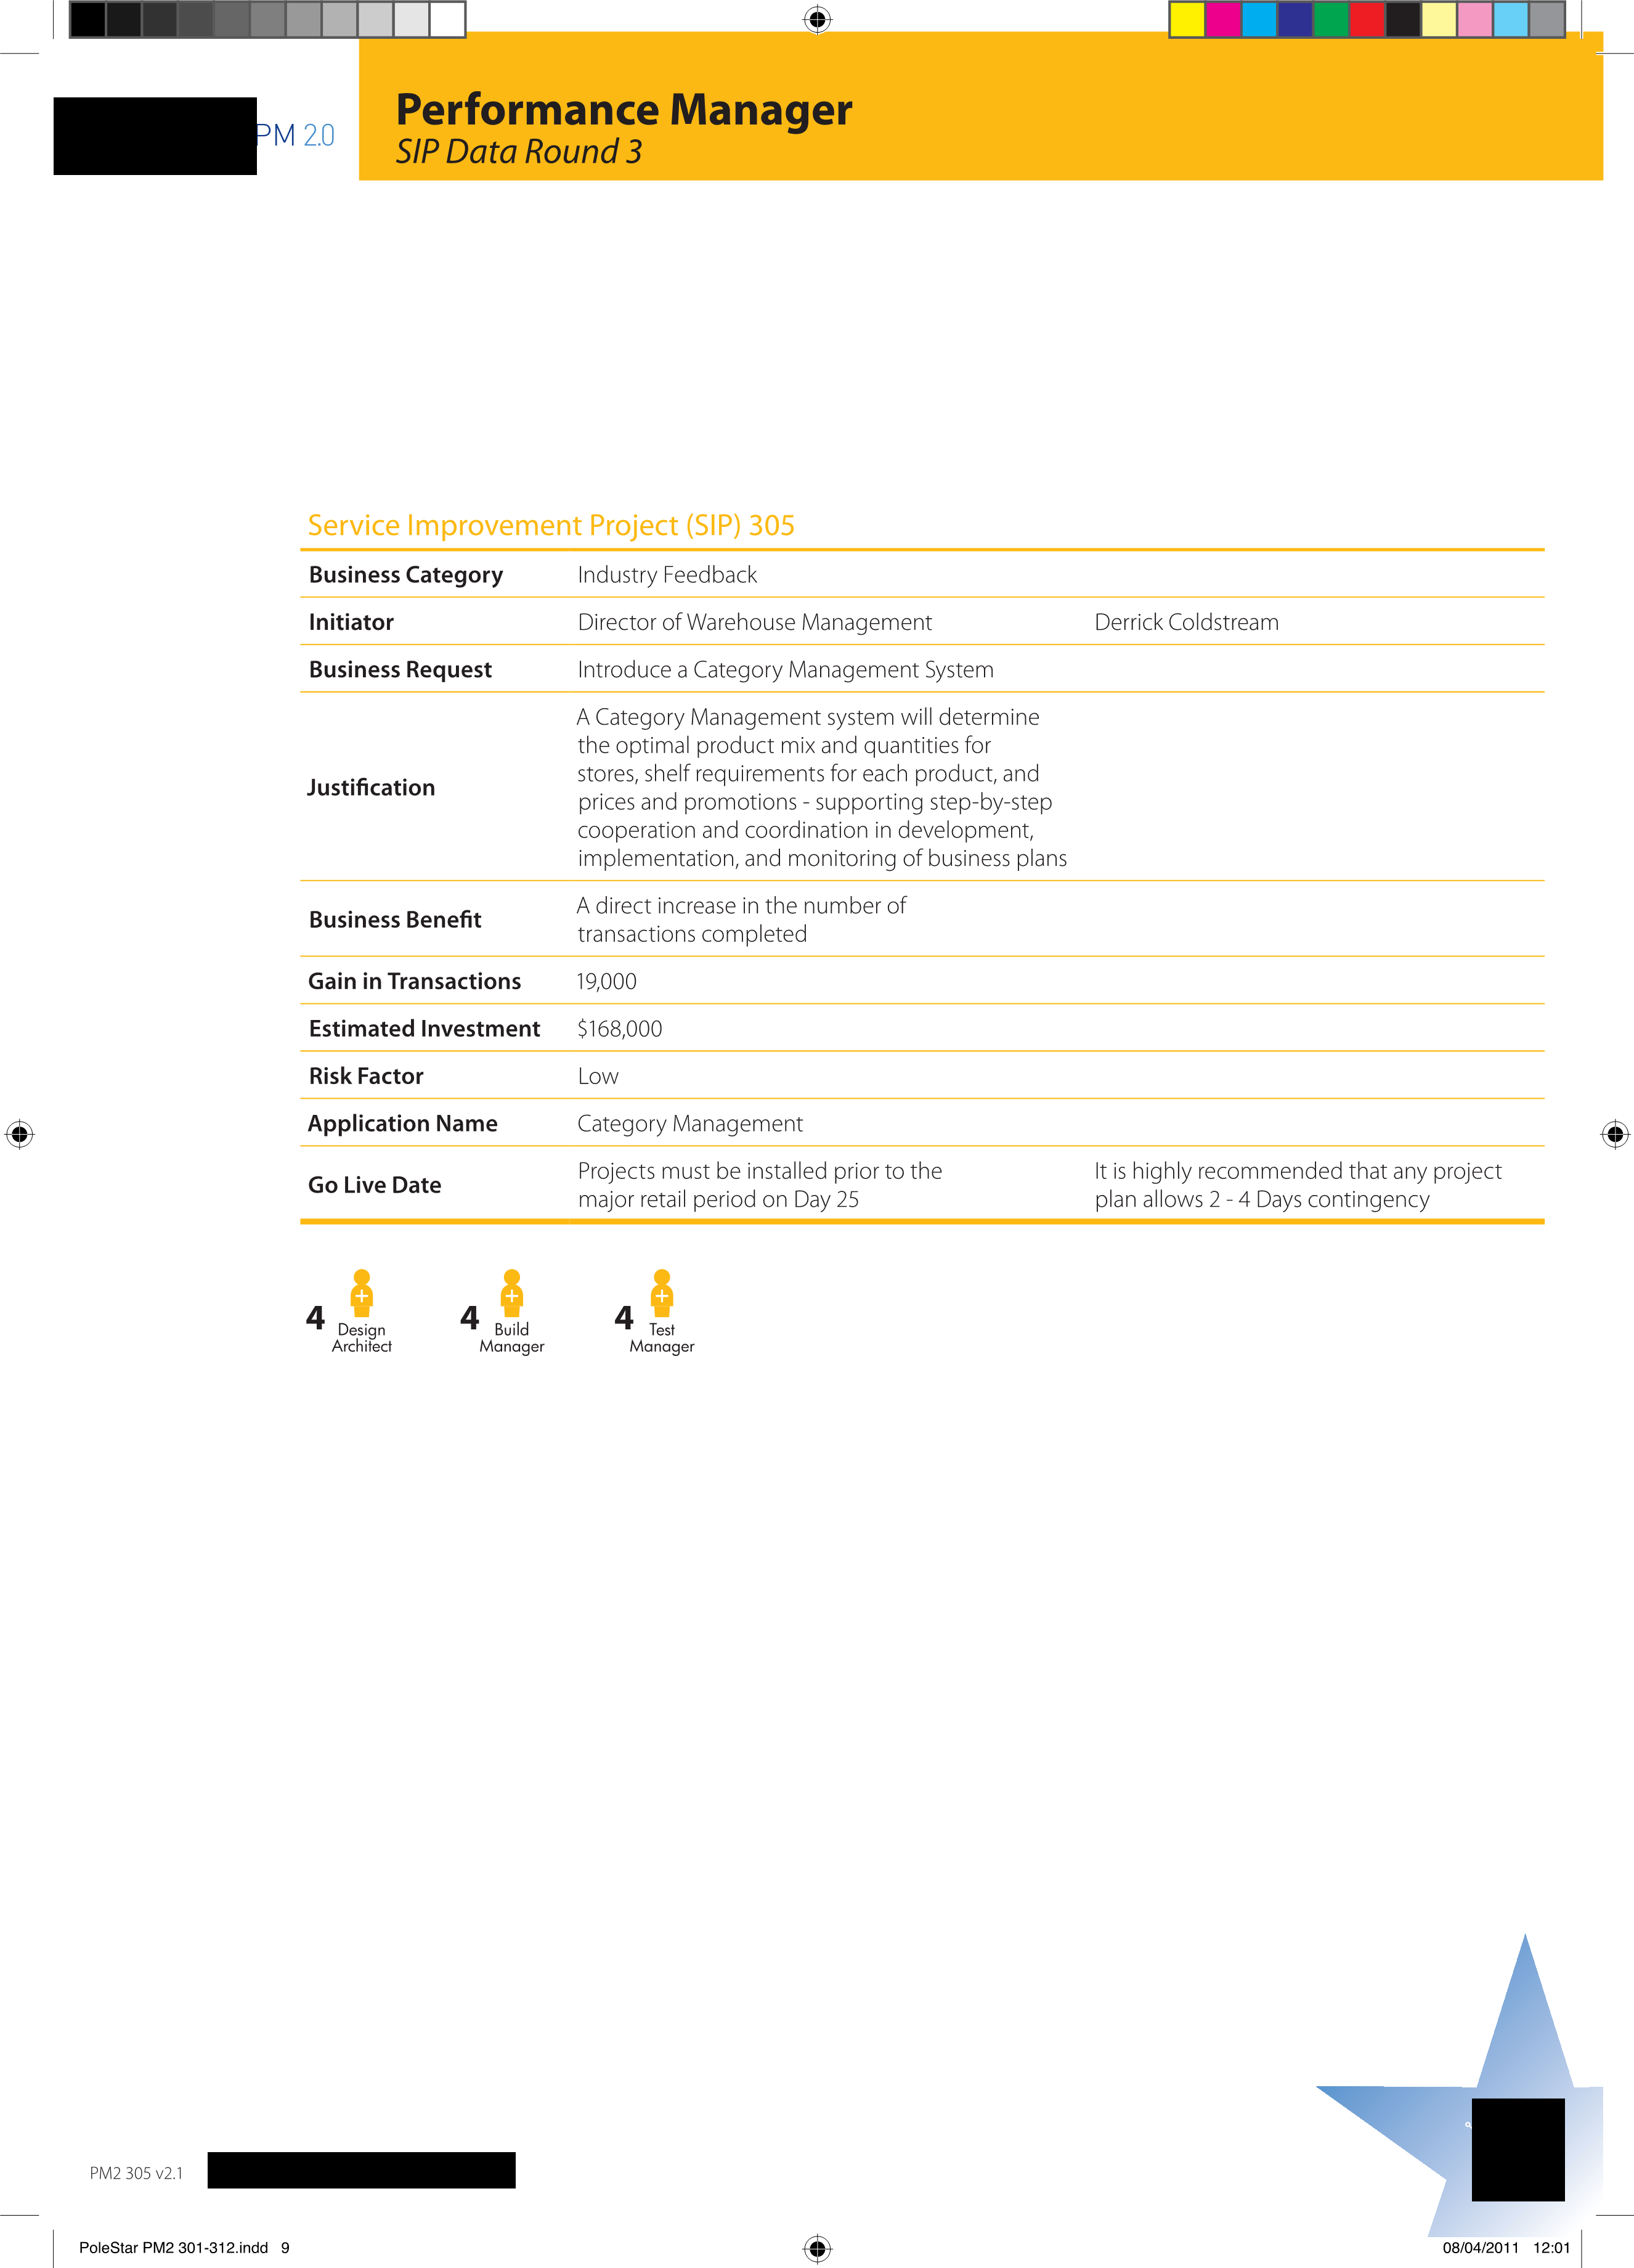 PM 2.0
Performance Manager
SIP Data Round 3
Service Improvement Project (SIP) 305
Business Category Industry Feedback
Initiator Director of Warehouse Management Derrick Coldstream
Business Request Introduce a Category Management System
Justification
A Category Management system will determine
the optimal product mix and quantities for
stores, shelf requirements for each product, and
prices and promotions - supporting step-by-step
cooperation and coordination in development,
implementation, and monitoring of business plans
Business Benefit
A direct increase in the number of
transactions completed
Gain in Transactions 19,000
Estimated Investment $168,000
Risk Factor Low
Application Name Category Management
Go Live Date
Projects must be installed prior to the
major retail period on Day 25
It is highly recommended that any project
plan allows 2 - 4 Days contingency
4 Design
Architect
4 Build
Manager
4 Test
Manager
PM2 305 v2.1
PoleStar PM2 301-312.indd 9
08/04/2011 12:01